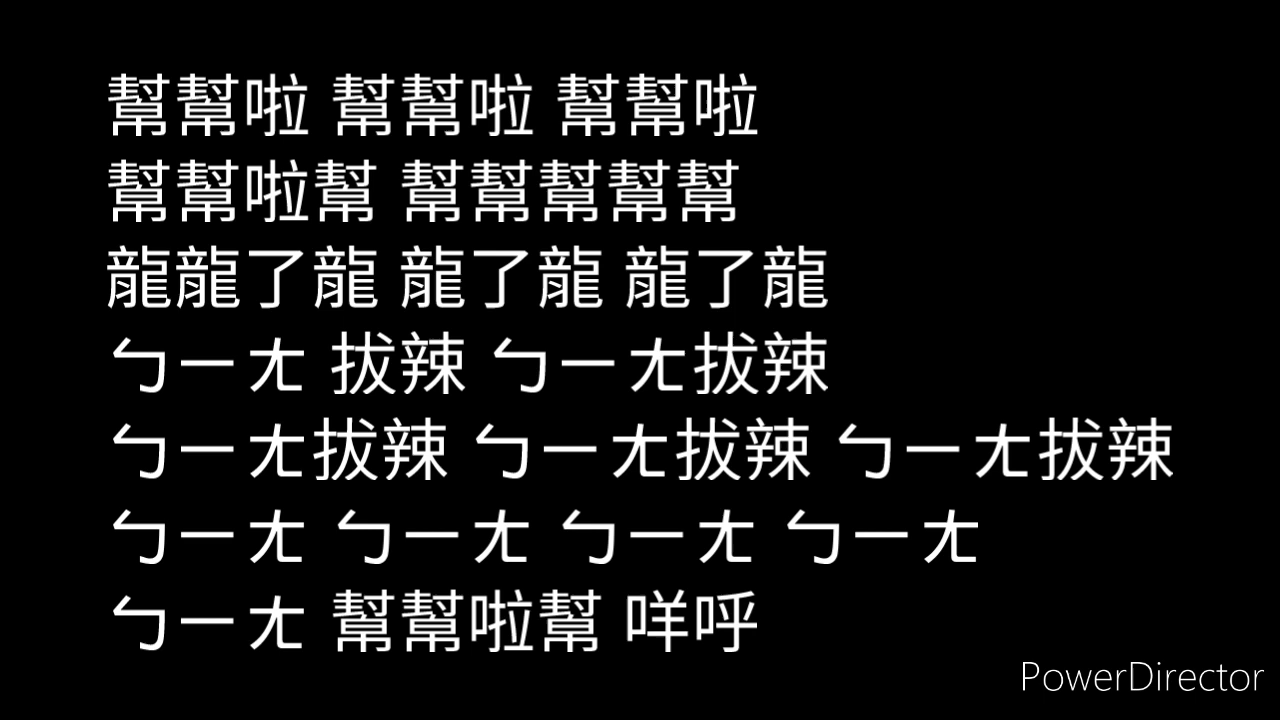 幫幫啦 幫幫啦 幫幫啦
幫幫啦幫 幫幫幫幫幫
龍龍了龍 龍了龍 龍了龍
ㄅㄧㄤ 拔辣 ㄅㄧㄤ拔辣
ㄅㄧㄤ拔辣 ㄅㄧㄤ拔辣 ㄅㄧㄤ拔辣
ㄅㄧㄤ ㄅㄧㄤ ㄅㄧㄤ ㄅㄧㄤ
ㄅㄧㄤ 幫幫啦幫 咩呼
PowerDirector